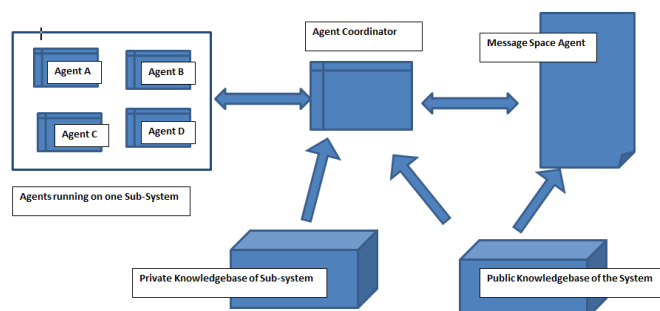 Agent Coordinator
Message Space Agent
Agent A
Agent B
Agent C
Agent D
Agents running on one Sub-System
Private Knowledgebase of Sub-system
Public Knowledgebase of the System